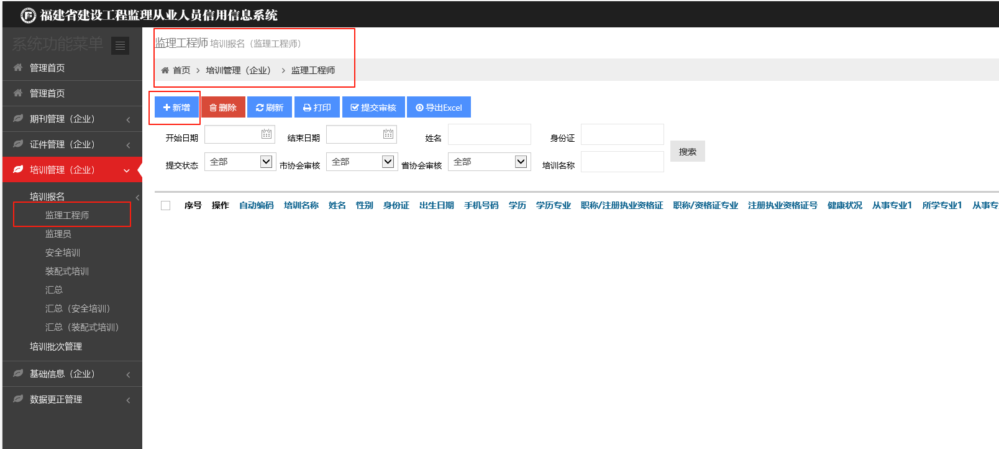 福建省建设工程监理从业人员信用信息系统
系统功能菜单
管理首页
管理首页
期刊管理（企业）
证件管理（企业）
培训管理（企业）
培训报名
监理工程师
监理员
安全培训
装配式培训
汇总
汇总（安全培训）
汇总（装配式培训）
培训批次管理
基础信息（企业）
数据更正管理
监理工程师 培训报名（监理工程师）
首页 > 培训管理（企业） > 监理工程师
新增 删除 刷新 打印 提交审核 导出Excel
开始日期 结束日期 姓名 身份证
搜索
提交状态 全部 市协会审核 全部 省协会审核 全部 培训名称
序号 操作 自动编码 培训名称 姓名 性别 身份证 出生日期 手机号码 学历 学历专业 职称/注册执业资格证 职称/资格证专业 注册执业资格证号 健康状况 从事专业1 所学专业1 从事专